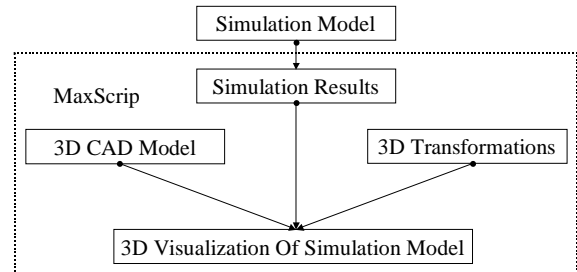 Simulation Model
Simulation Results
MaxScrip
3D CAD Model
3D Transformations
3D Visualization Of Simulation Model